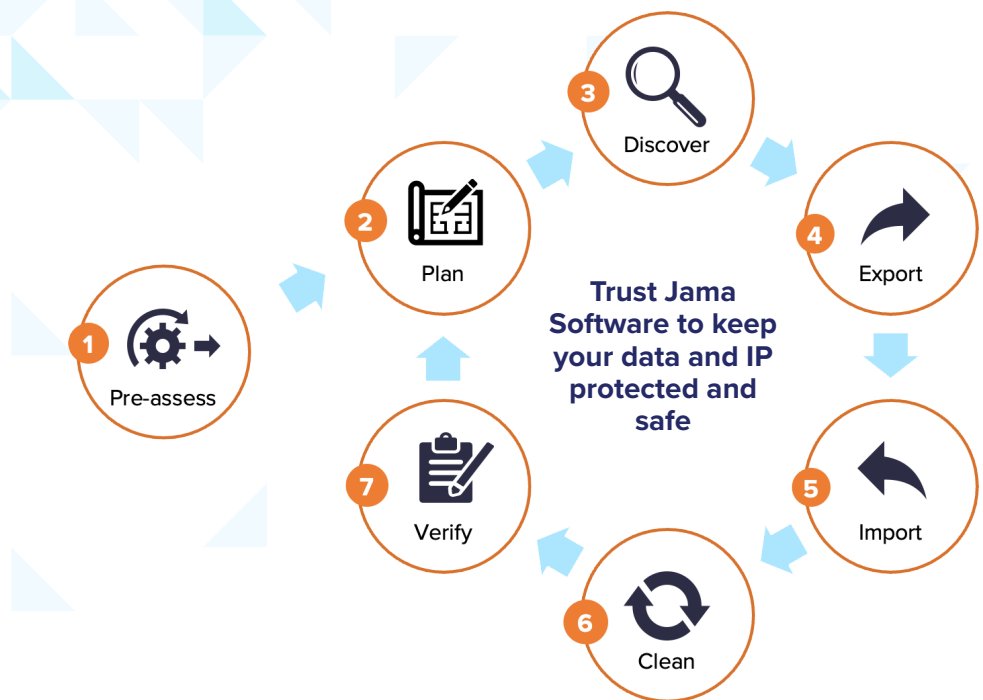 1
Pre-assess
2
Plan
3
Discover
4
Export
5
Import
6
Clean
7
Verify
Trust Jama
Software to keep
your data and IP
protected and
safe